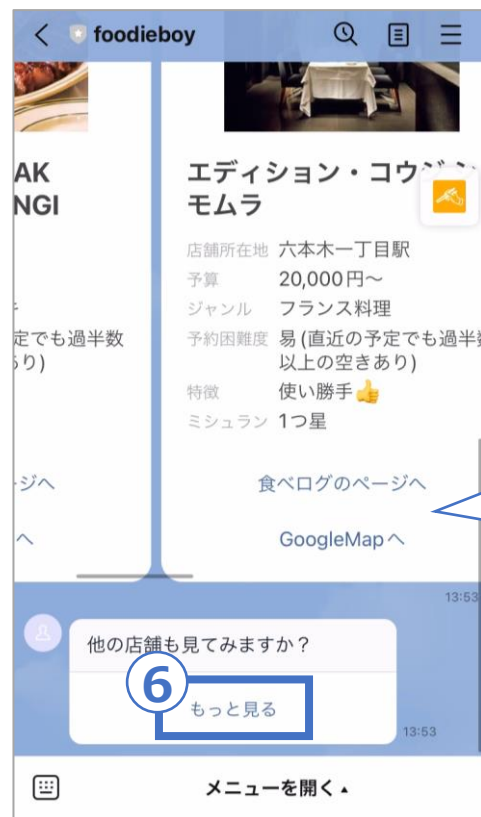 foodieboy
AK
NGI
定でも過半数
り)
ページへ
へ
エディション・コウジ
モムラ
店舗所在地 六本木一丁目駅
予算 20,000円〜
ジャンル フランス料理
予約困難度 易(直近の予定でも過半
以上の空きあり)
特徴 使い勝手👍
ミシュラン 1つ星
食べログのページへ
GoogleMapへ
13:53
他の店舗も見てみますか？
⑥
もっと見る
13:53
メニューを開く▲